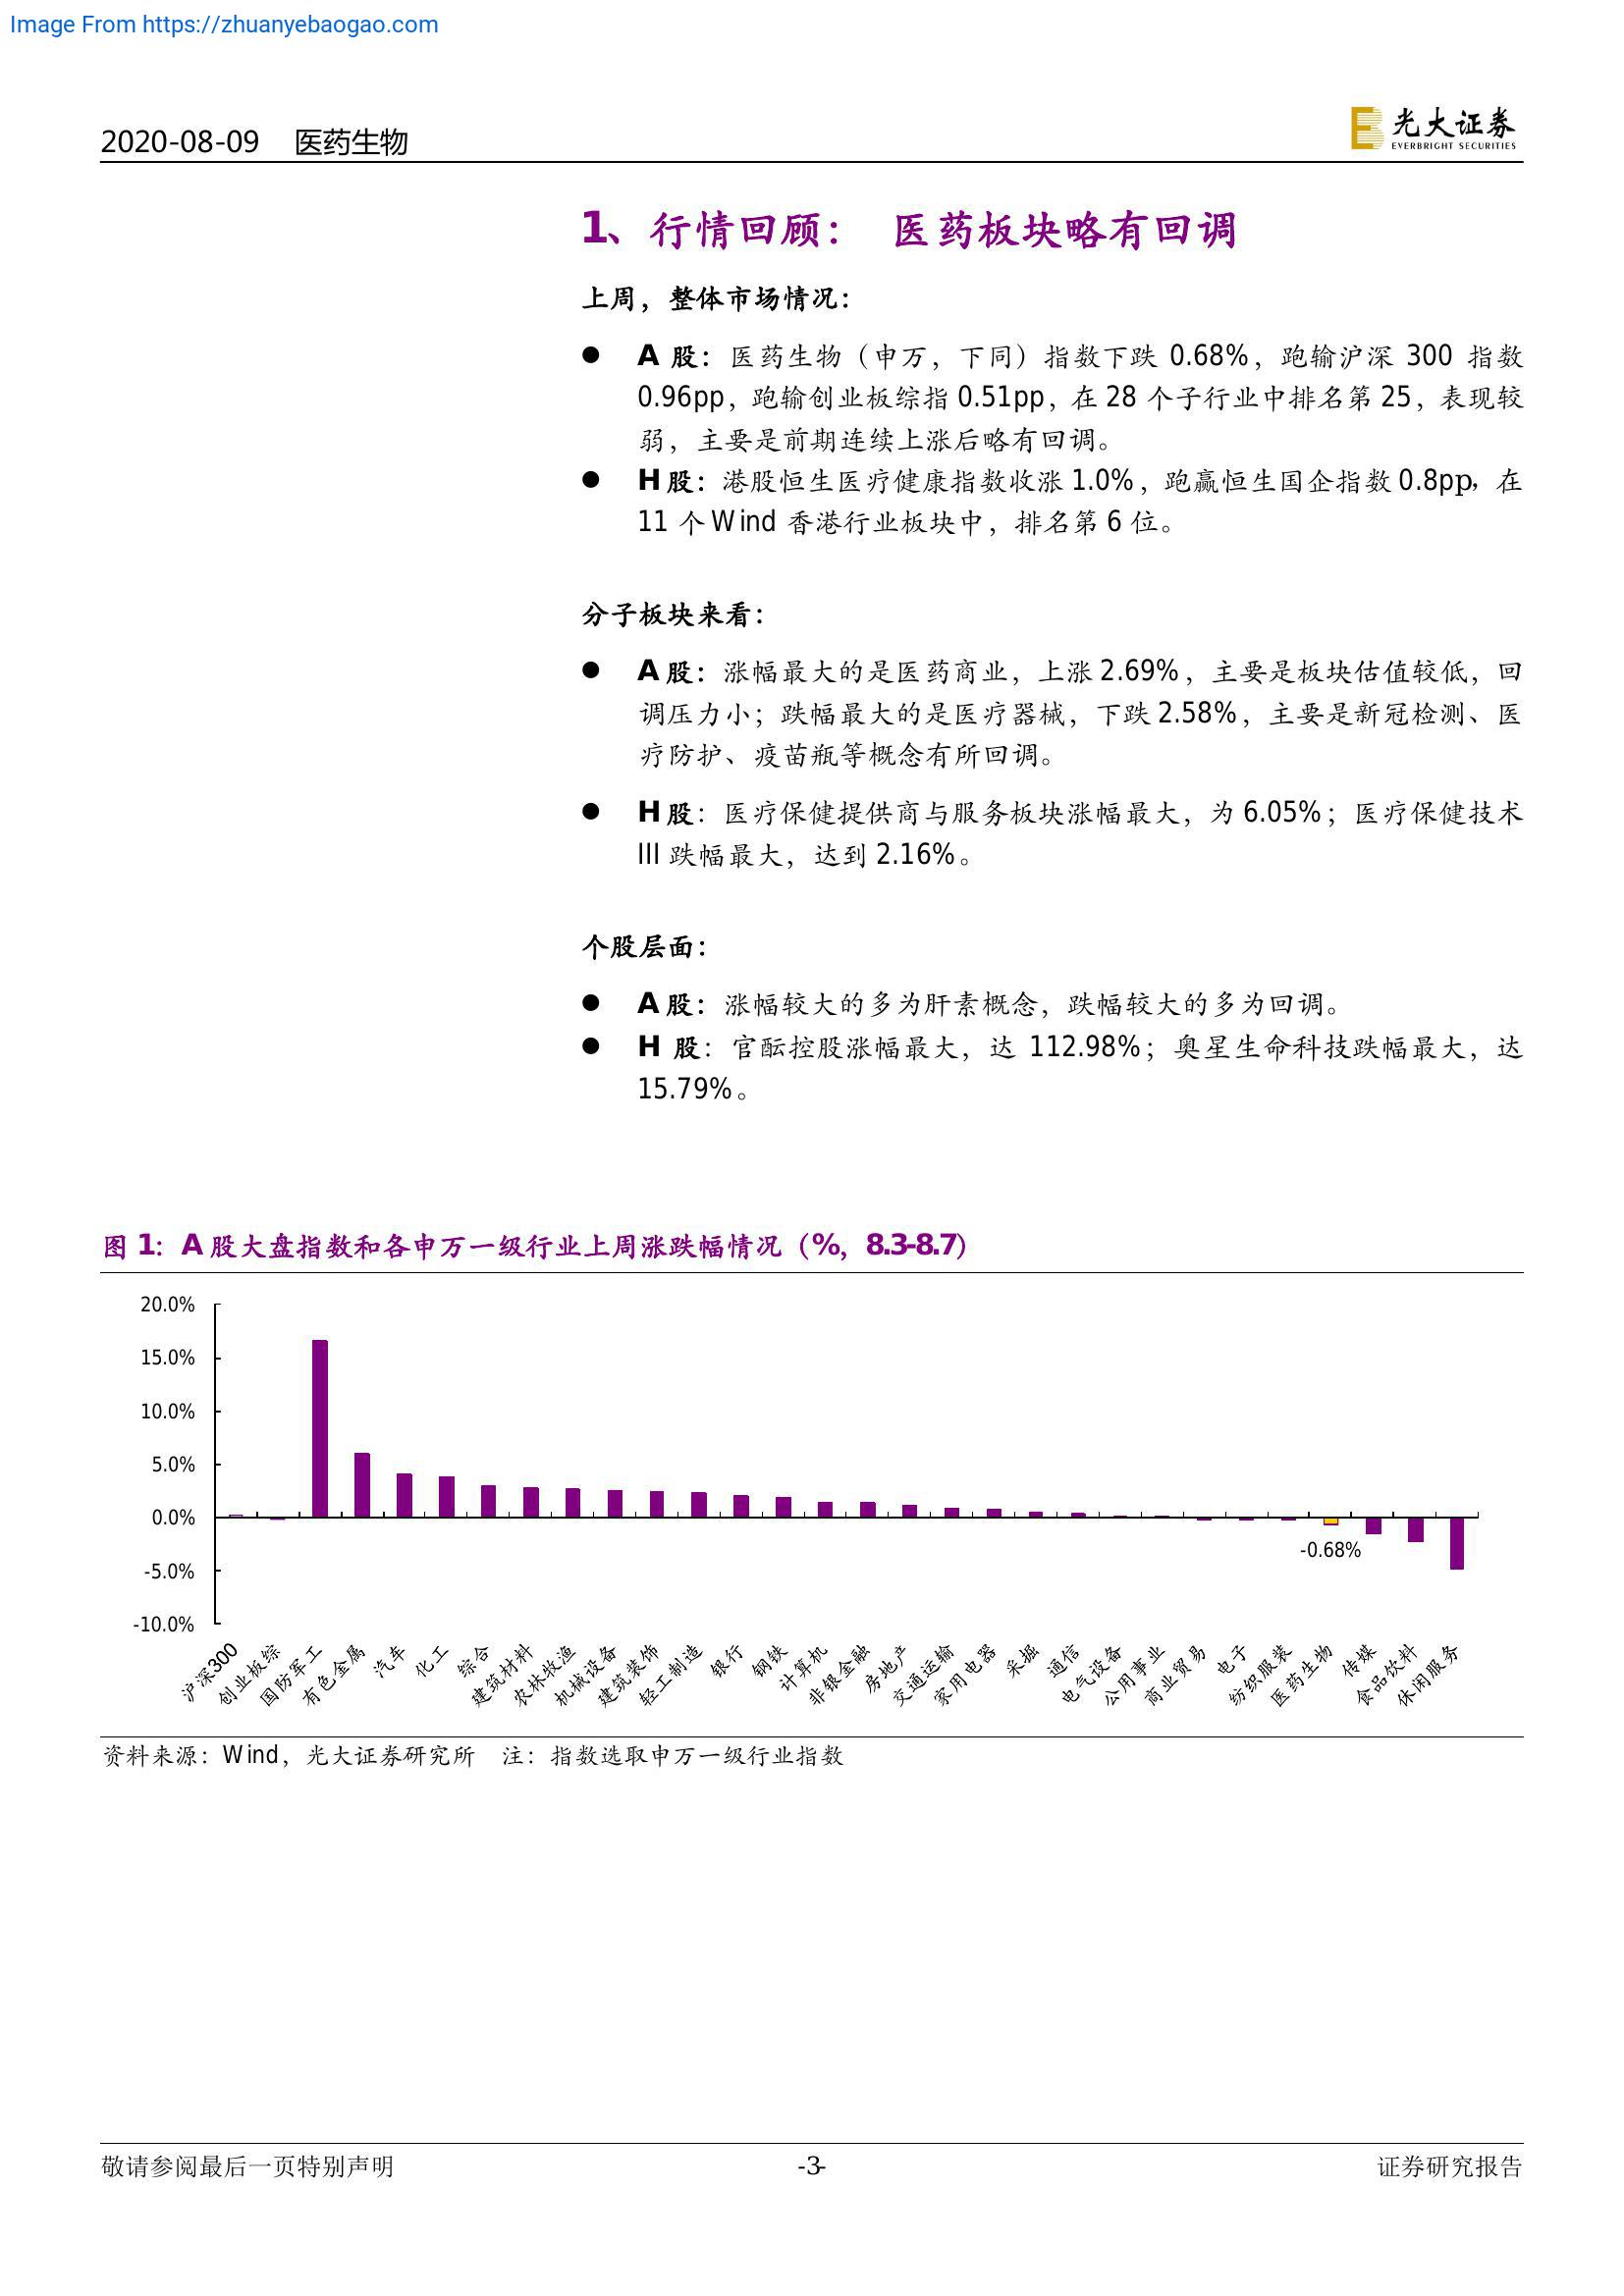 Image From https://zhuanyebaogao.com
2020-08-09 医药生物
光大证券
EVERBRIGHT SECURITIES
1、行情回顾： 医药板块略有回调
上周，整体市场情况：
● A 股：医药生物（申万，下同）指数下跌 0.68%，跑输沪深 300 指数
0.96pp，跑输创业板综指 0.51pp，在 28 个子行业中排名第 25，表现较
弱，主要是前期连续上涨后略有回调。
● H 股：港股恒生医疗健康指数收涨 1.0%，跑赢恒生国企指数 0.8pp，在
11 个 Wind 香港行业板块中，排名第 6 位。
分子板块来看：
● A 股：涨幅最大的是医药商业，上涨 2.69%，主要是板块估值较低，回
调压力小；跌幅最大的是医疗器械，下跌 2.58%，主要是新冠检测、医
疗防护、疫苗瓶等概念有所回调。
● H 股：医疗保健提供商与服务板块涨幅最大，为 6.05%；医疗保健技术
III 跌幅最大，达到 2.16%。
个股层面：
● A 股：涨幅较大的多为肝素概念，跌幅较大的多为回调。
● H 股：官酝控股涨幅最大，达 112.98%；奥星生命科技跌幅最大，达
15.79%。
图 1：A 股大盘指数和各申万一级行业上周涨跌幅情况（%，8.3-8.7）
20.0%
15.0%
10.0%
5.0%
0.0%
-5.0%
-10.0%
-0.68%
沪深300
创业板综
国防军工
有色金属
汽车
化工
综合
建筑材料
农林牧渔
机械设备
建筑装饰
轻工制造
银行
钢铁
计算机
非银金融
房地产
交通运输
家用电器
采掘
通信
电气设备
公用事业
商业贸易
电子
纺织服装
医药生物
传媒
食品饮料
休闲服务
资料来源：Wind，光大证券研究所 注：指数选取申万一级行业指数
敬请参阅最后一页特别声明
-3-
证券研究报告